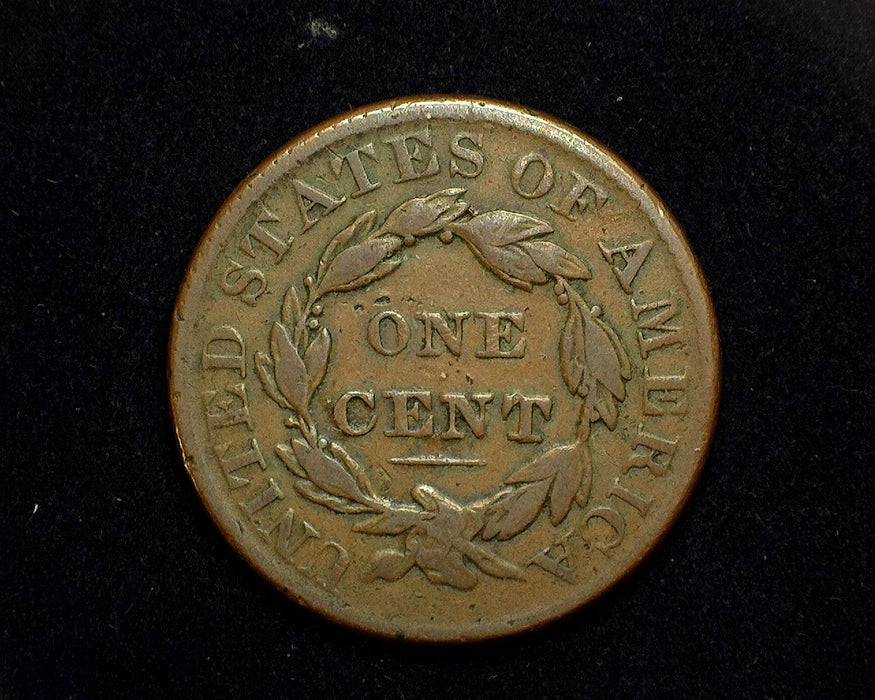 UNITED STATES OF AMERICA
ONE
CENT